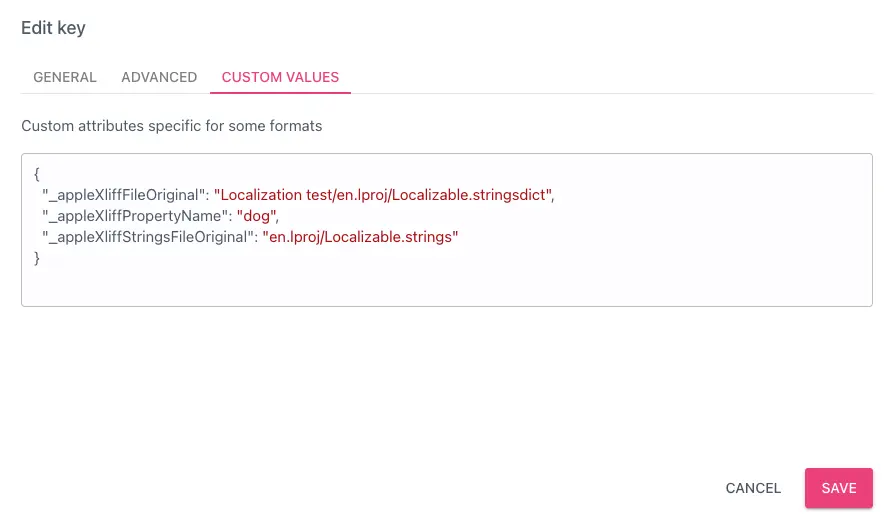 Edit key
GENERAL ADVANCED CUSTOM VALUES
Custom attributes specific for some formats
{
"_appleXliffFileOriginal": "Localization test/en.lproj/Localizable.stringsdict",
"_appleXliffPropertyName": "dog",
"_appleXliffStringsFileOriginal": "en.lproj/Localizable.strings"
}
CANCEL SAVE